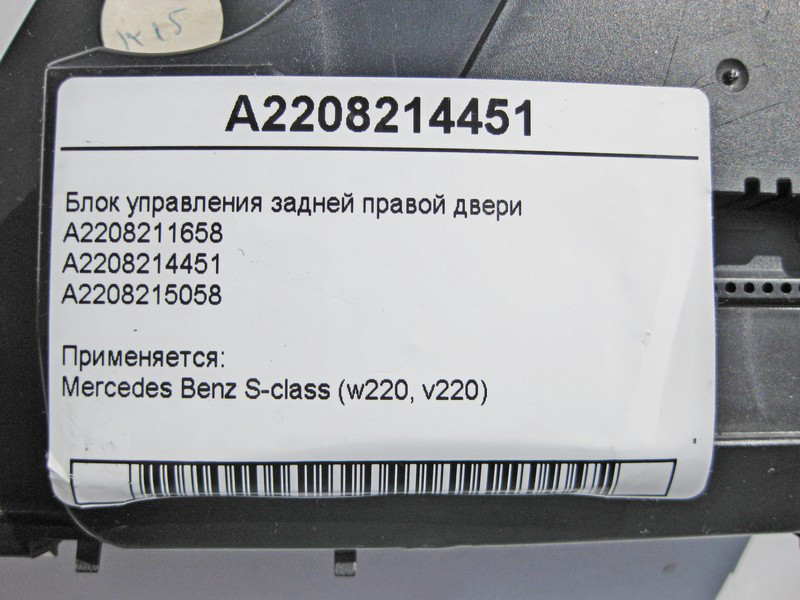 A2208214451
Блок управления задней правой двери
A2208211658
A2208214451
A2208215058
Применяется:
Mercedes Benz S-class (w220, v220)